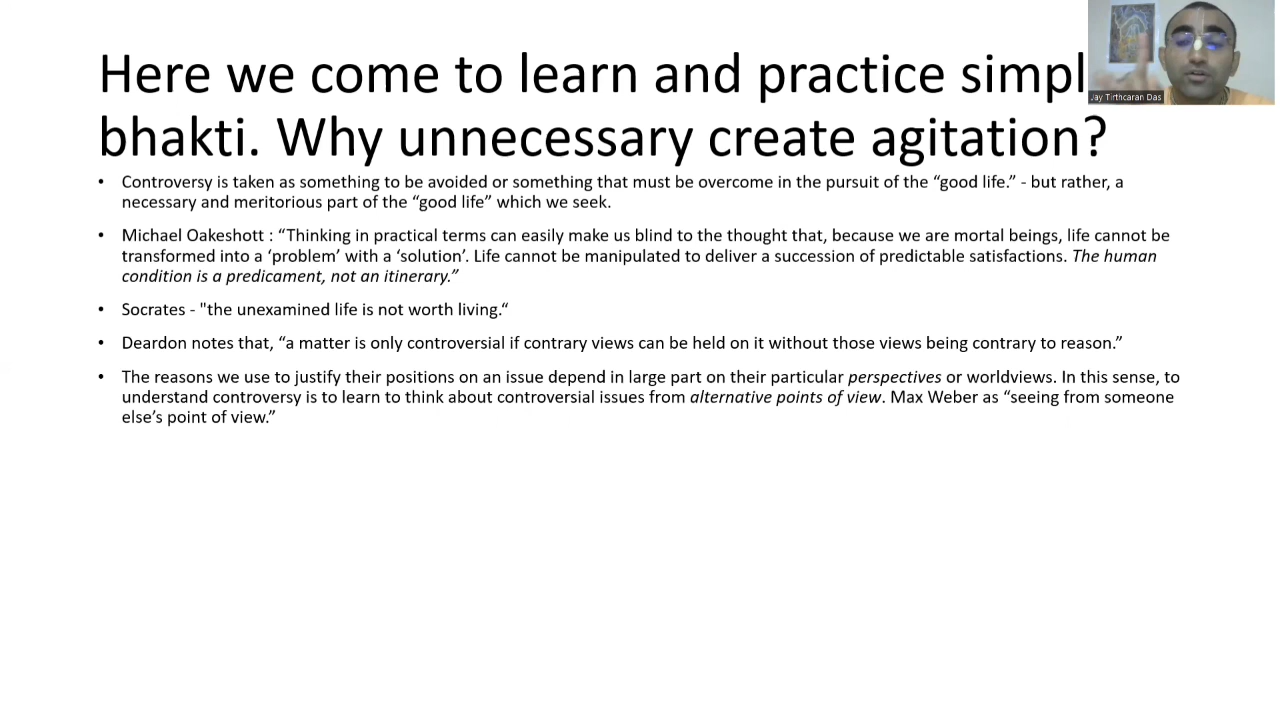 Here we come to learn and practice simpl
bhakti. Why unnecessary create agitation?
Jay Tirthcaran Das
• Controversy is taken as something to be avoided or something that must be overcome in the pursuit of the “good life.” - but rather, a
necessary and meritorious part of the “good life” which we seek.
• Michael Oakeshott : “Thinking in practical terms can easily make us blind to the thought that, because we are mortal beings, life cannot be
transformed into a ‘problem’ with a ‘solution’. Life cannot be manipulated to deliver a succession of predictable satisfactions. The human
condition is a predicament, not an itinerary.”
• Socrates - "the unexamined life is not worth living.“
• Deardon notes that, “a matter is only controversial if contrary views can be held on it without those views being contrary to reason.”
• The reasons we use to justify their positions on an issue depend in large part on their particular perspectives or worldviews. In this sense, to
understand controversy is to learn to think about controversial issues from alternative points of view. Max Weber as “seeing from someone
else’s point of view.”